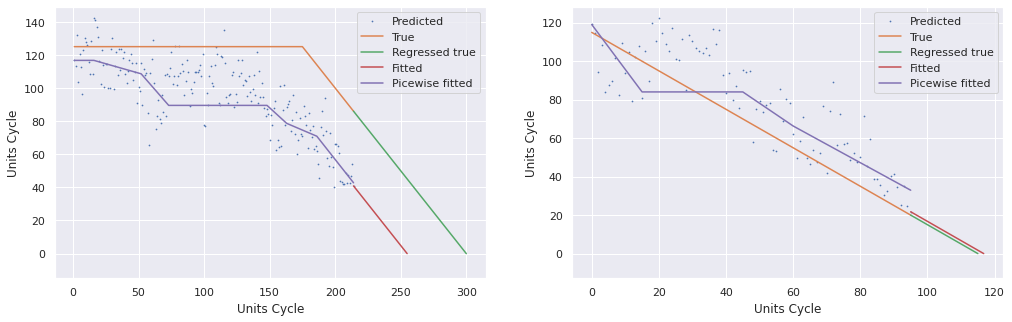 140
120
100
80
60
40
20
0
Units Cycle
0 50 100 150 200 250 300
Units Cycle
Predicted
True
Regressed true
Fitted
Picewise fitted
120
100
80
60
40
20
0
Units Cycle
0 20 40 60 80 100 120
Units Cycle
Predicted
True
Regressed true
Fitted
Picewise fitted